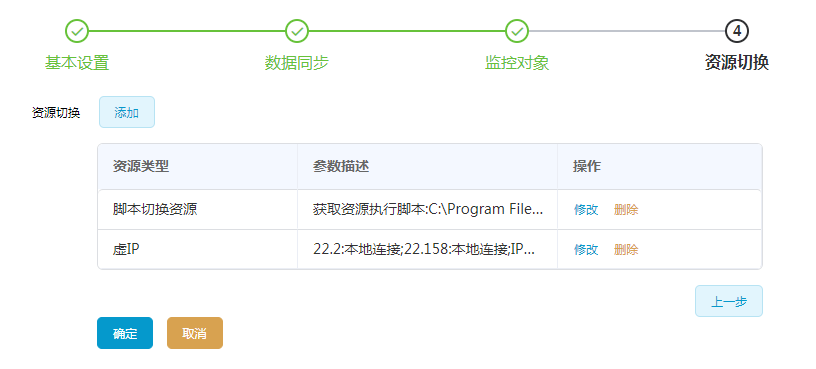 4
基本设置 数据同步 监控对象 资源切换
资源切换 添加
资源类型 参数描述 操作
脚本切换资源 获取资源执行脚本:C:\Program File... 修改 删除
虚IP 22.2:本地连接;22.158:本地连接;IP... 修改 删除
上一步
确定 取消